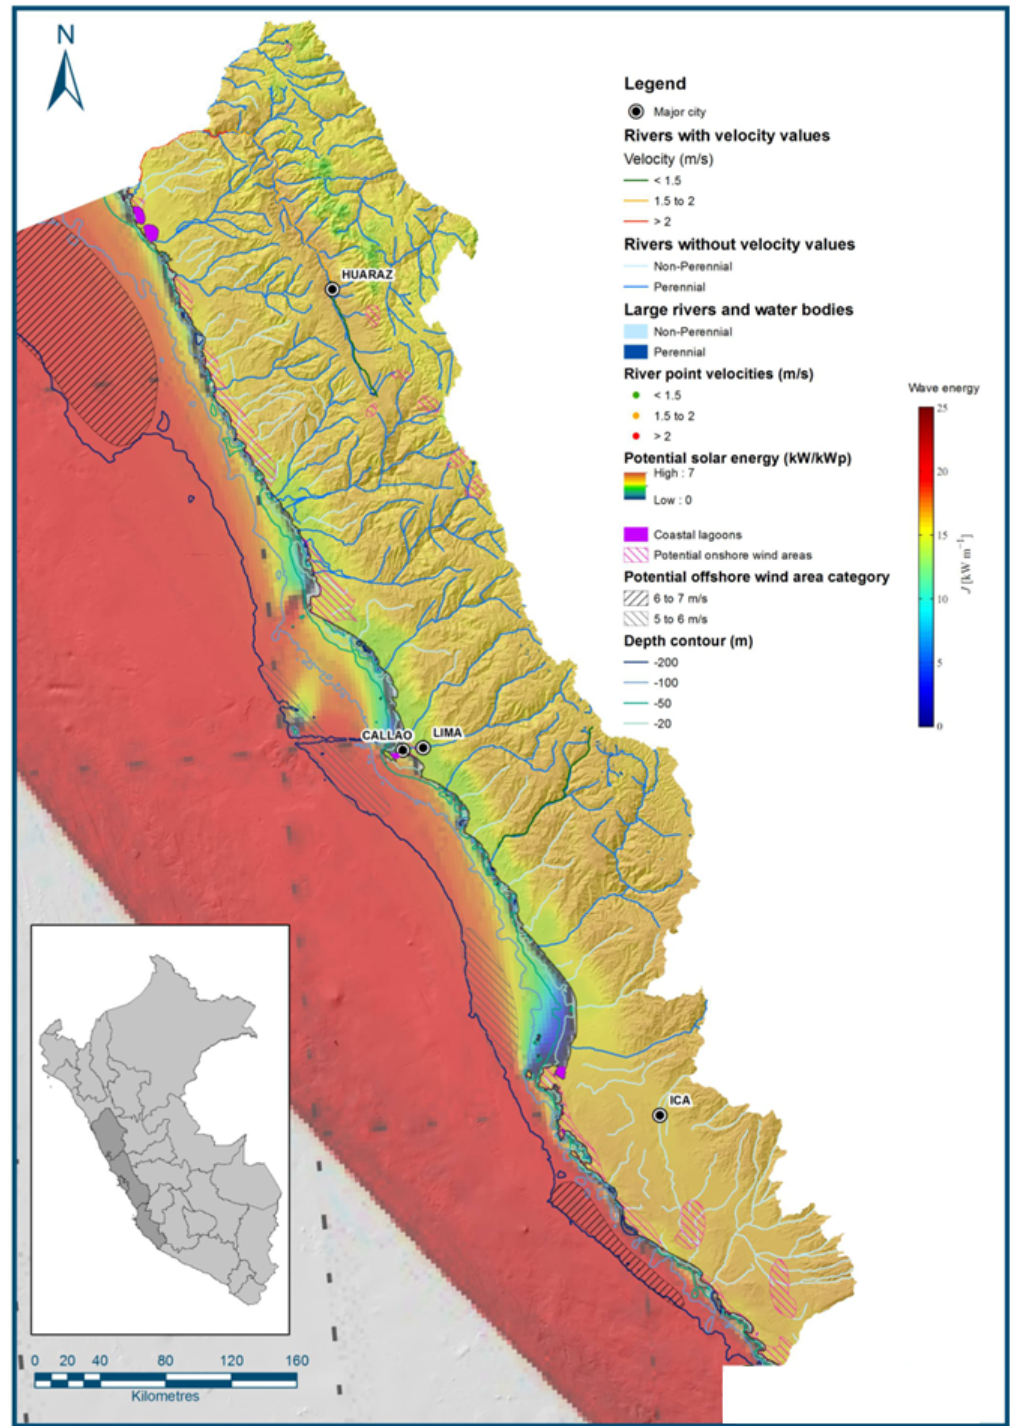 N
Legend
Major city
Rivers with velocity values
Velocity (m/s)
< 1.5
1.5 to 2
> 2
Rivers without velocity values
Non-Perennial
Perennial
Large rivers and water bodies
Non-Perennial
Perennial
River point velocities (m/s)
< 1.5
1.5 to 2
> 2
Potential solar energy (kW/kWp)
High : 7
Low : 0
Coastal lagoons
Potential onshore wind areas
Potential offshore wind area category
6 to 7 m/s
5 to 6 m/s
Depth contour (m)
-200
-100
-50
-20
Wave energy
25
20
15
10
5
0
J [kW m⁻¹]
HUARAZ
CALLAO
LIMA
ICA
0 20 40 80 120 160
Kilometres